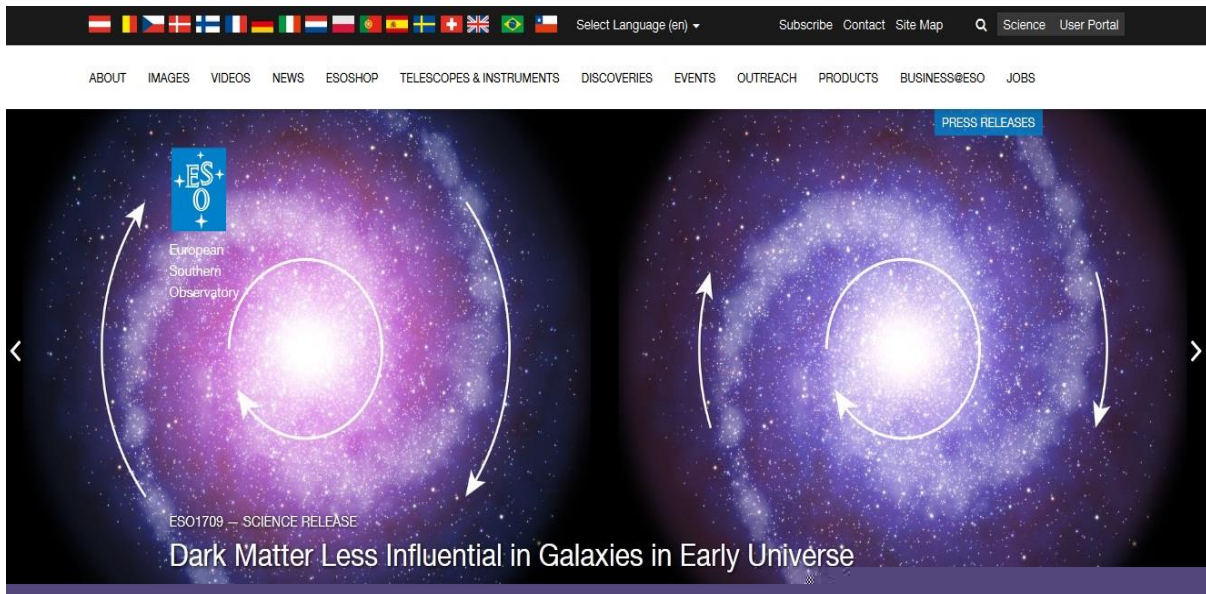 Select Language (en)
Subscribe Contact Site Map Science User Portal
ABOUT IMAGES VIDEOS NEWS ESOSHOP TELESCOPES & INSTRUMENTS DISCOVERIES EVENTS OUTREACH PRODUCTS BUSINESS@ESO JOBS
PRESS RELEASES
ES
O
European
Southern
Observatory
ESO1709 — SCIENCE RELEASE
Dark Matter Less Influential in Galaxies in Early Universe